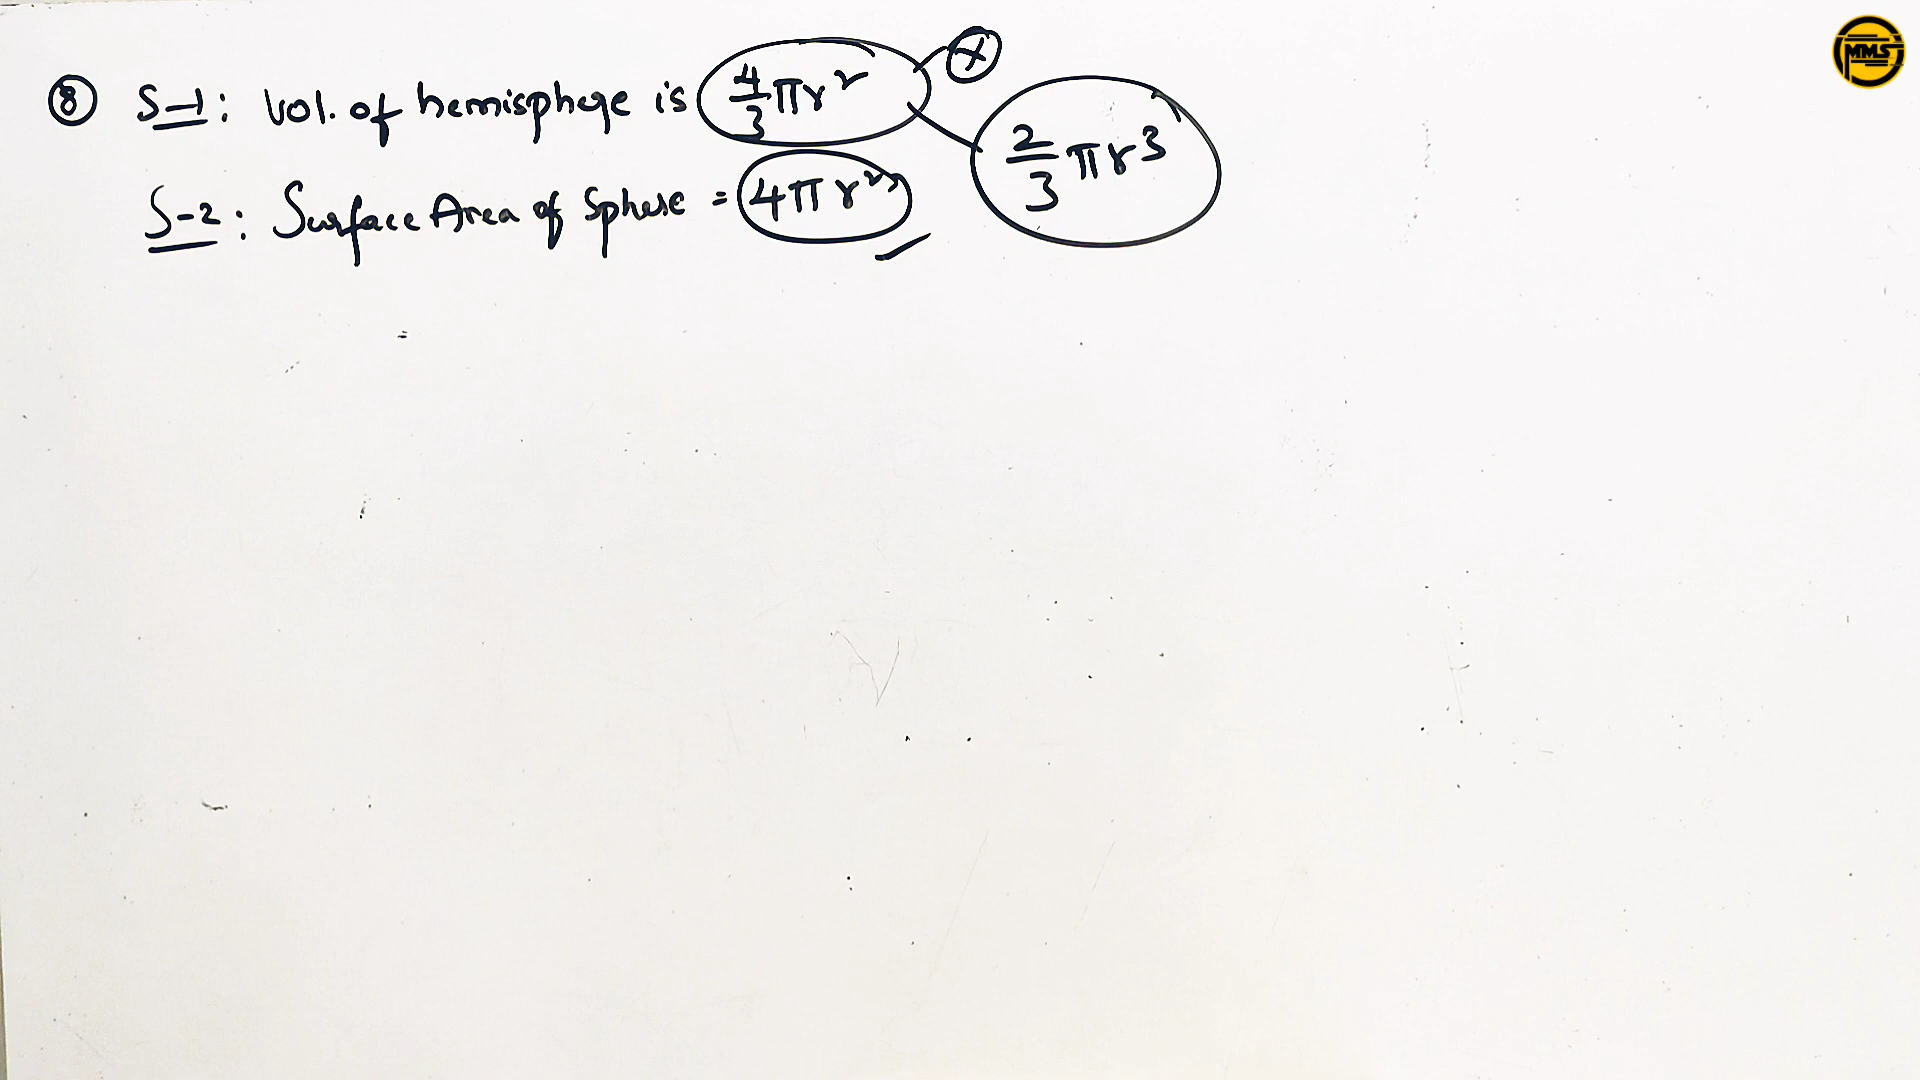 ⑧ S-1: Vol. of hemisphere is 4/3 πr² ⓧ
2/3 πr³
S-2: Surface Area of Sphere = 4πr²
MMS